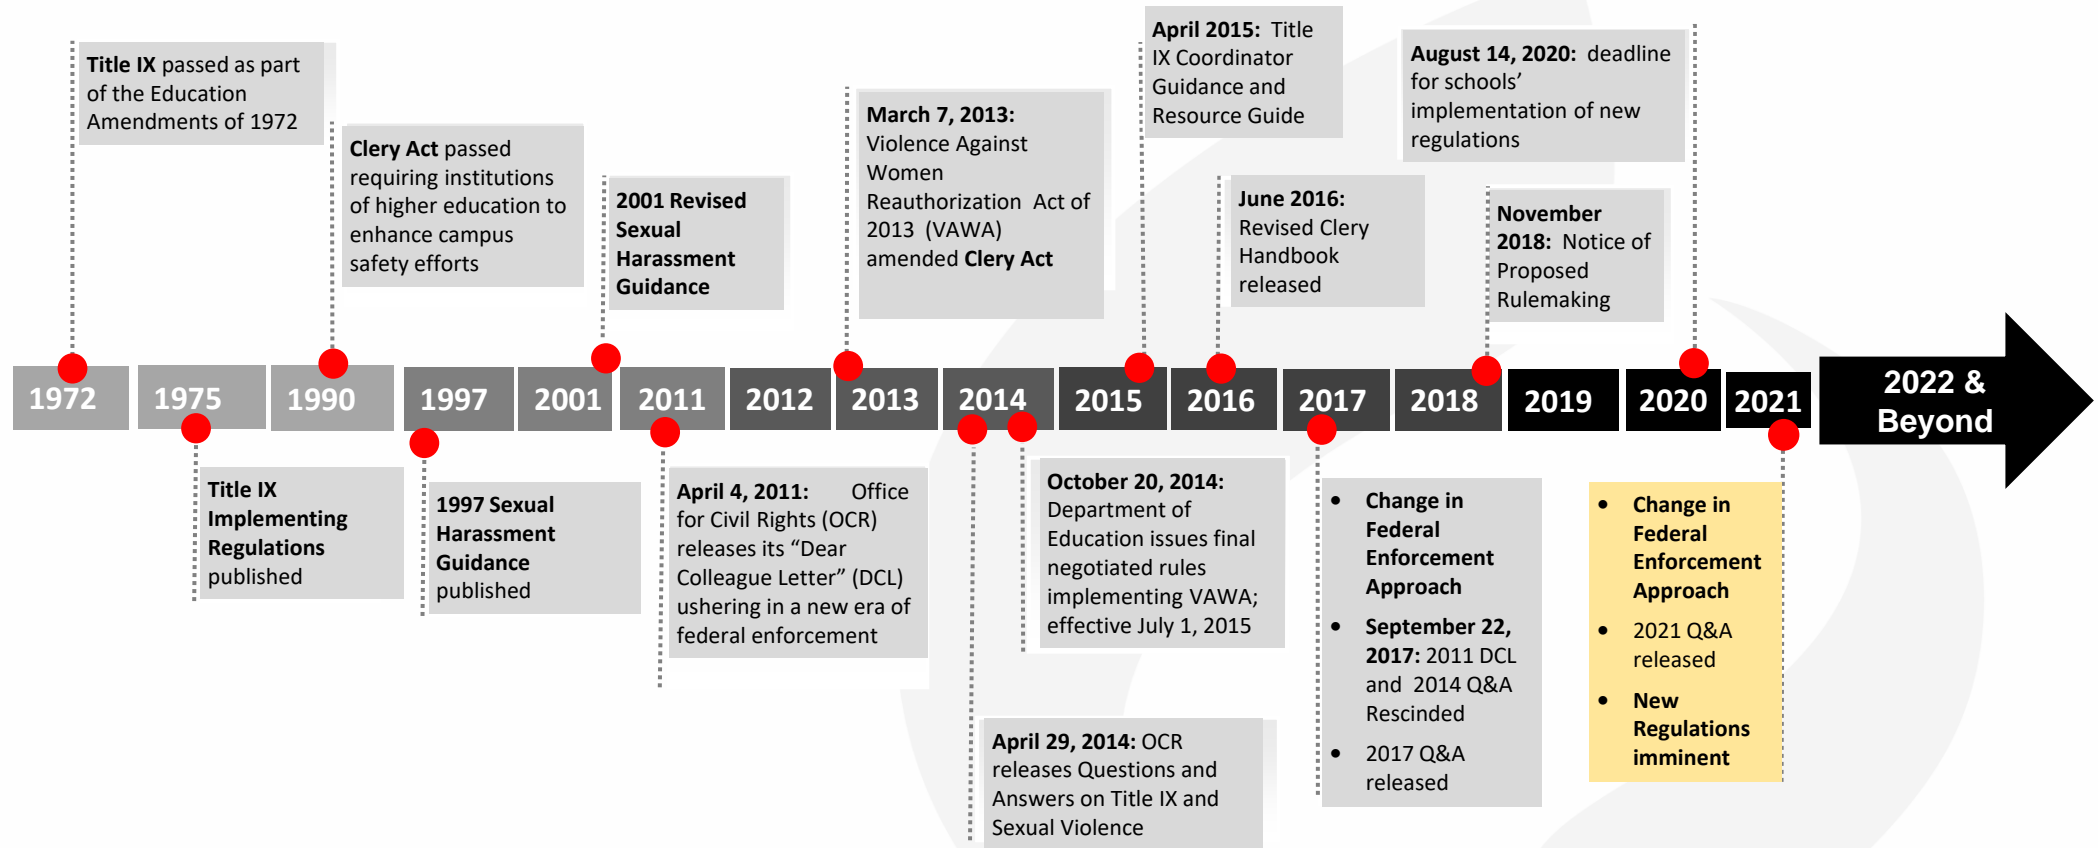 Title IX passed as part
of the Education
Amendments of 1972
Clery Act passed
requiring institutions
of higher education to
enhance campus
safety efforts
2001 Revised
Sexual
Harassment
Guidance
March 7, 2013:
Violence Against
Women
Reauthorization Act of
2013 (VAWA)
amended Clery Act
April 2015: Title
IX Coordinator
Guidance and
Resource Guide
June 2016:
Revised Clery
Handbook
released
August 14, 2020: deadline
for schools’
implementation of new
regulations
November
2018: Notice of
Proposed
Rulemaking
1972
1975
1990
1997
2001
2011
2012
2013
2014
2015
2016
2017
2018
2019
2020
2021
2022 &
Beyond
Title IX
Implementing
Regulations
published
1997 Sexual
Harassment
Guidance
published
April 4, 2011: Office
for Civil Rights (OCR)
releases its “Dear
Colleague Letter” (DCL)
ushering in a new era of
federal enforcement
April 29, 2014: OCR
releases Questions and
Answers on Title IX and
Sexual Violence
October 20, 2014:
Department of
Education issues final
negotiated rules
implementing VAWA;
effective July 1, 2015
• Change in
Federal
Enforcement
Approach
• September 22,
2017: 2011 DCL
and 2014 Q&A
Rescinded
• 2017 Q&A
released
• Change in
Federal
Enforcement
Approach
• 2021 Q&A
released
• New
Regulations
imminent